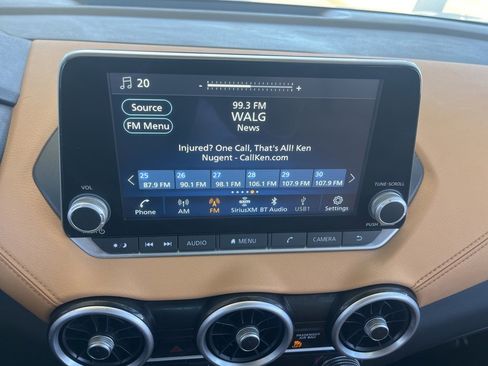 20
- +
Source
99.3 FM
WALG
FM Menu
News
Injured? One Call, That's All! Ken
Nugent - CallKen.com
25 26 27 28 29 30
87.9 FM 90.1 FM 98.1 FM 106.1 FM 107.9 FM 107.9 FM
VOL
TUNE·SCROLL
Phone AM FM SiriusXM BT Audio USB1 Settings
PUSH
AUDIO MENU CAMERA
PASSENGER
AIR BAG